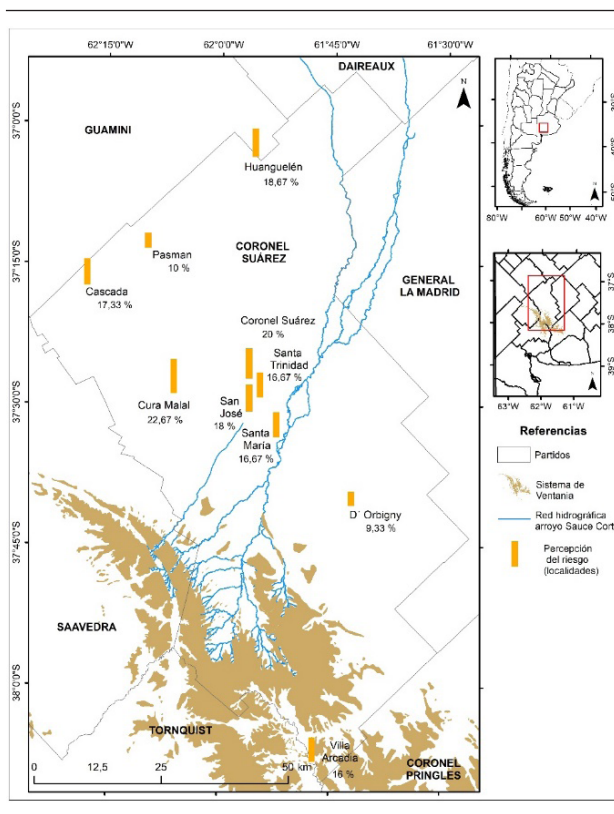 62°15'0"W 62°0'0"W 61°45'0"W 61°30'0"W
DAIREAUX
N
37°0'0"S
GUAMINI
Huanguelén
18,67 %
Pasman
10 %
CORONEL
SUÁREZ
37°15'0"S
Cascada
17,33 %
GENERAL
LA MADRID
Coronel Suárez
20 %
Santa
Trinidad
16,67 %
37°30'0"S
Cura Malal
22,67 %
San
José
18 %
Santa
María
16,67 %
D´ Orbigny
9,33 %
37°45'0"S
SAAVEDRA
38°0'0"S
TORNQUIST
Villa
Arcadia
16 %
CORONEL
PRINGLES
0 12,5 25 50 km
N
80°W 60°W 40°W
37°S
38°S
39°S
N
63°W 62°W 61°W
Referencias
Partidos
Sistema de
Ventania
Red hidrográfica
arroyo Sauce Cort
Percepción
del riesgo
(localidades)